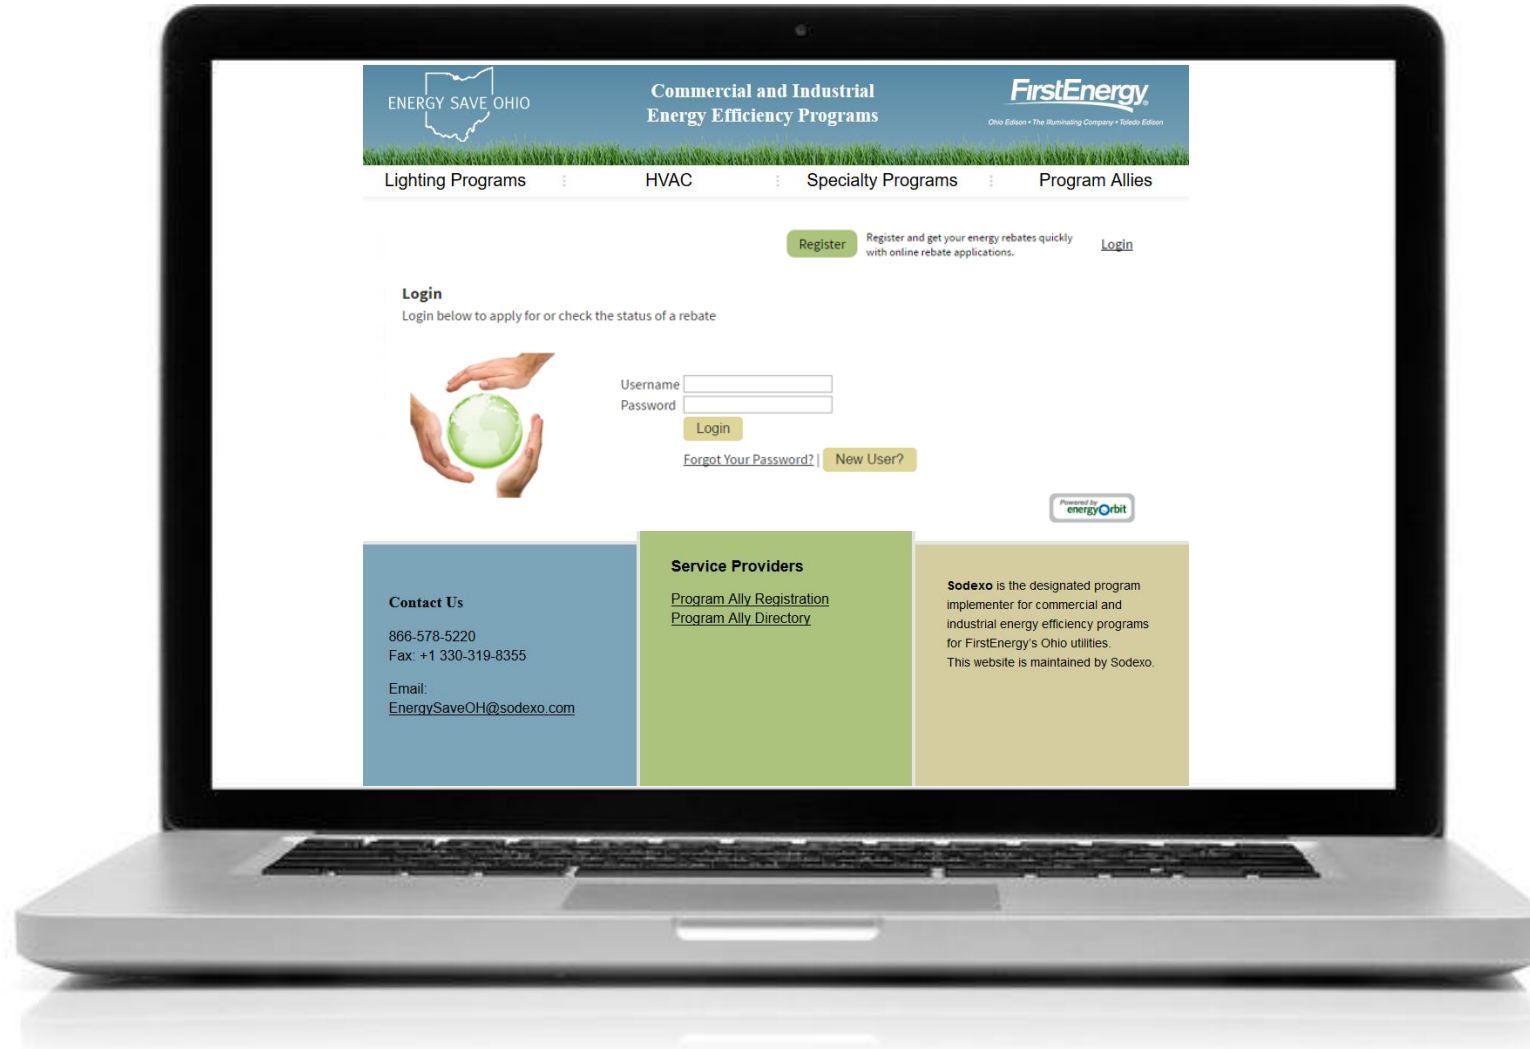 ENERGY SAVE OHIO
Commercial and Industrial
Energy Efficiency Programs
FirstEnergy®
Ohio Edison • The Illuminating Company • Toledo Edison
Lighting Programs
HVAC
Specialty Programs
Program Allies
Register
Register and get your energy rebates quickly
with online rebate applications.
Login
Login
Login below to apply for or check the status of a rebate
Username
Password
Login
Forgot Your Password? |
New User?
Powered by
energyOrbit
Contact Us
866-578-5220
Fax: +1 330-319-8355
Email:
EnergySaveOH@sodexo.com
Service Providers
Program Ally Registration
Program Ally Directory
Sodexo is the designated program
implementer for commercial and
industrial energy efficiency programs
for FirstEnergy's Ohio utilities.
This website is maintained by Sodexo.